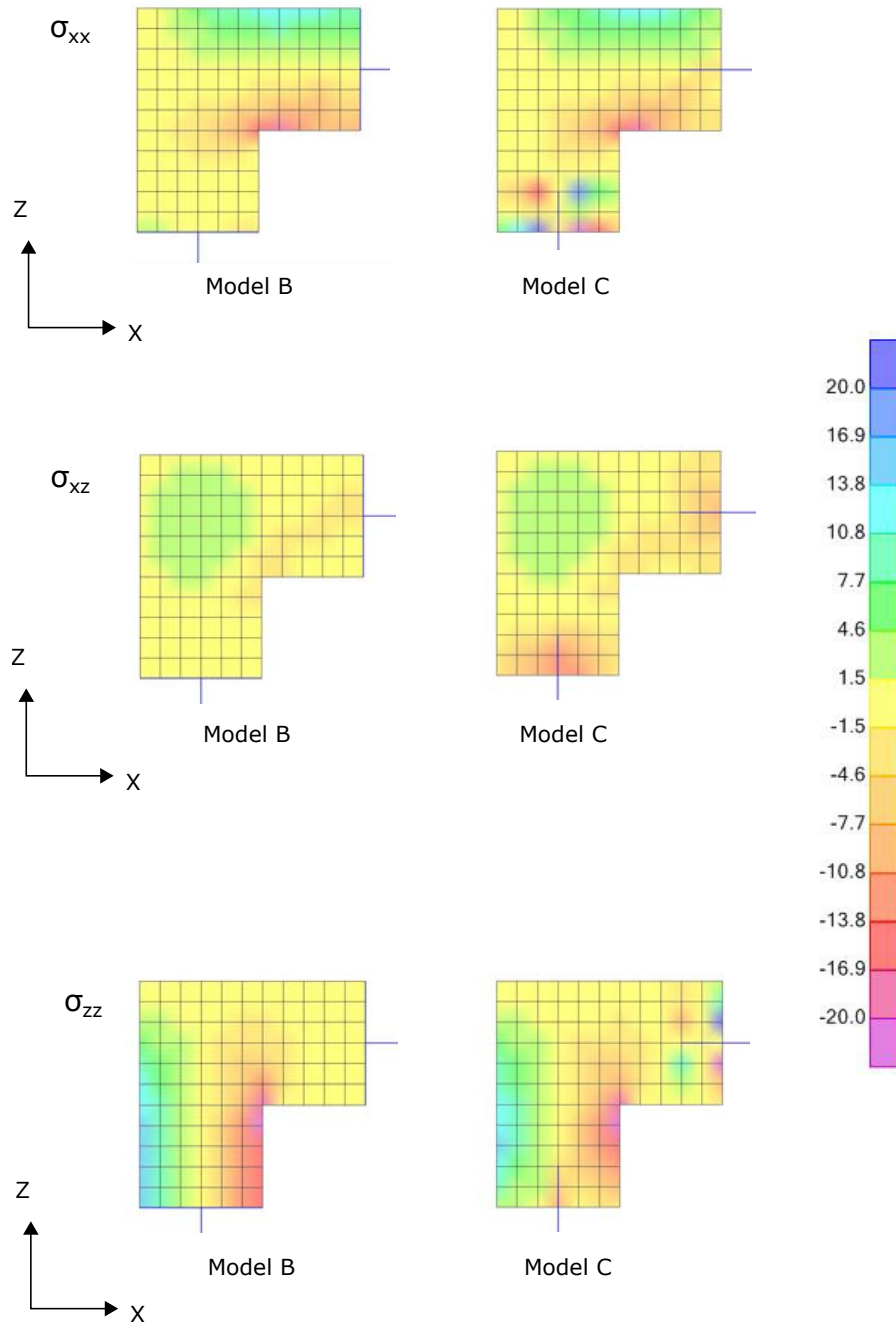 σxx
Z
X
Model B
Model C
20.0
16.9
13.8
10.8
7.7
4.6
1.5
-1.5
-4.6
-7.7
-10.8
-13.8
-16.9
-20.0
σxz
Z
X
Model B
Model C
σzz
Z
X
Model B
Model C